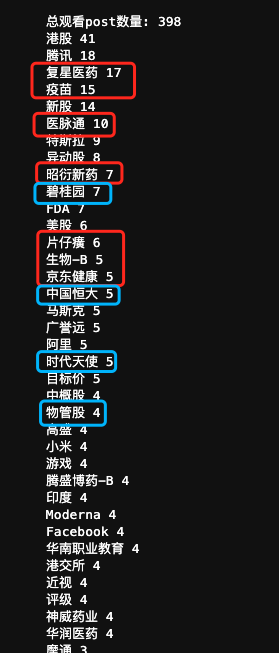 总观看post数量: 398
港股 41
腾讯 18
复星医药 17
疫苗 15
新股 14
医脉通 10
特斯拉 9
异动股 8
昭衍新药 7
碧桂园 7
FDA 7
美股 6
片仔癀 6
生物-B 5
京东健康 5
中国恒大 5
马斯克 5
广誉远 5
阿里 5
时代天使 5
目标价 5
中概股 4
物管股 4
高盛 4
小米 4
游戏 4
腾盛博药-B 4
印度 4
Moderna 4
Facebook 4
华南职业教育 4
港交所 4
近视 4
评级 4
神威药业 4
华润医药 4
摩通 3